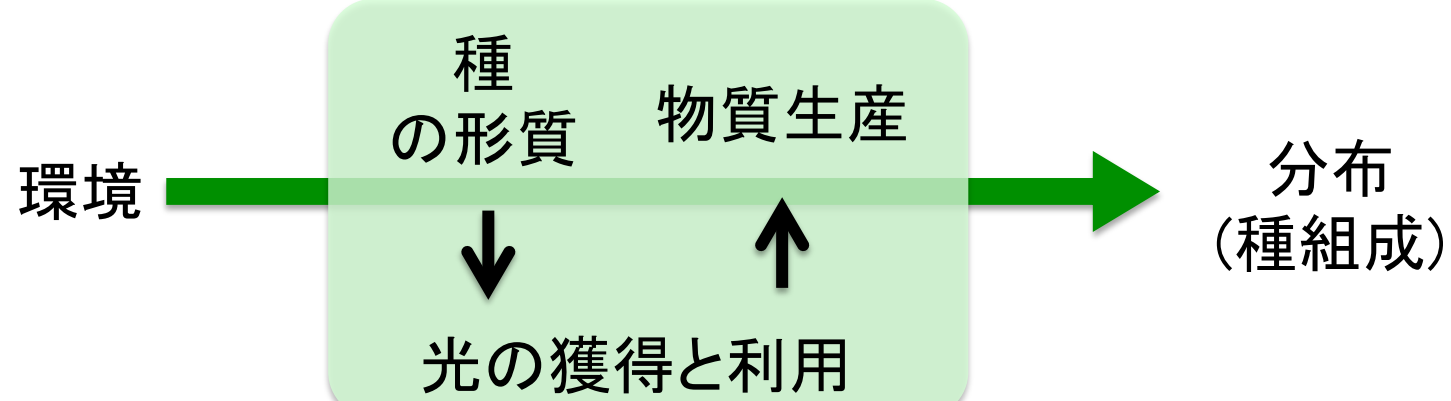 環境
種
の形質
物質生産
光の獲得と利用
分布
(種組成)